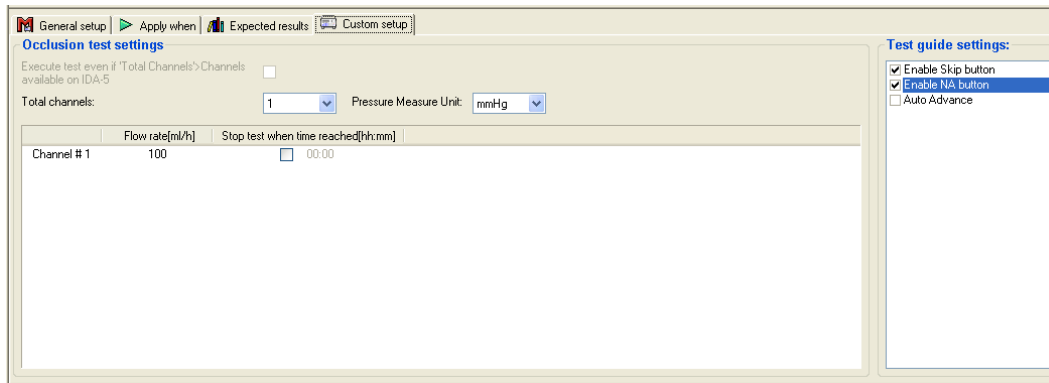 General setup Apply when Expected results Custom setup
Occlusion test settings
Execute test even if 'Total Channels'>Channels
available on IDA-5
Total channels: 1 Pressure Measure Unit: mmHg
Flow rate[ml/h] Stop test when time reached[hh:mm]
Channel # 1 100 00:00
Test guide settings:
Enable Skip button
Enable NA button
Auto Advance